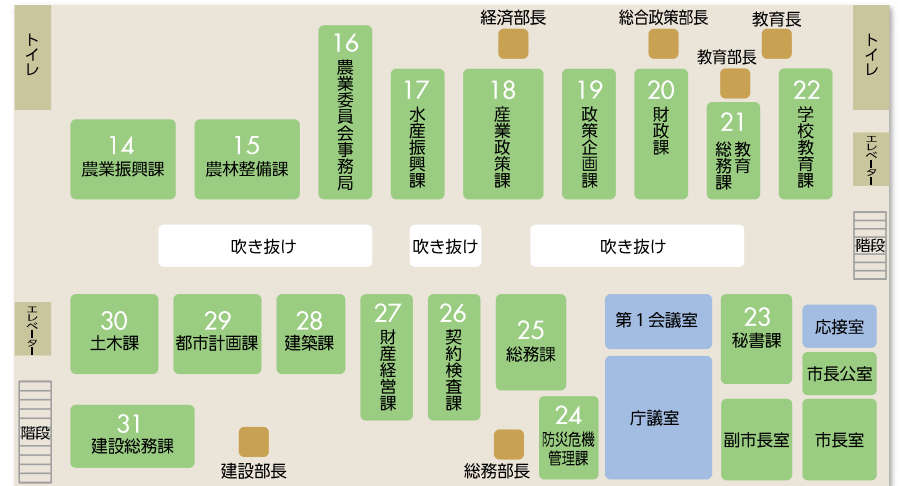 トイレ
経済部長
総合政策部長
教育長
教育部長
トイレ
14
農業振興課
15
農林整備課
16
農業委員会事務局
17
水産振興課
18
産業政策課
19
政策企画課
20
財政課
21
教育
総務課
22
学校教育課
エレベーター
階段
吹き抜け
吹き抜け
吹き抜け
エレベーター
30
土木課
29
都市計画課
28
建築課
27
財産経営課
26
契約検査課
25
総務課
第1会議室
23
秘書課
応接室
市長公室
階段
31
建設総務課
建設部長
総務部長
24
防災危機
管理課
庁議室
副市長室
市長室